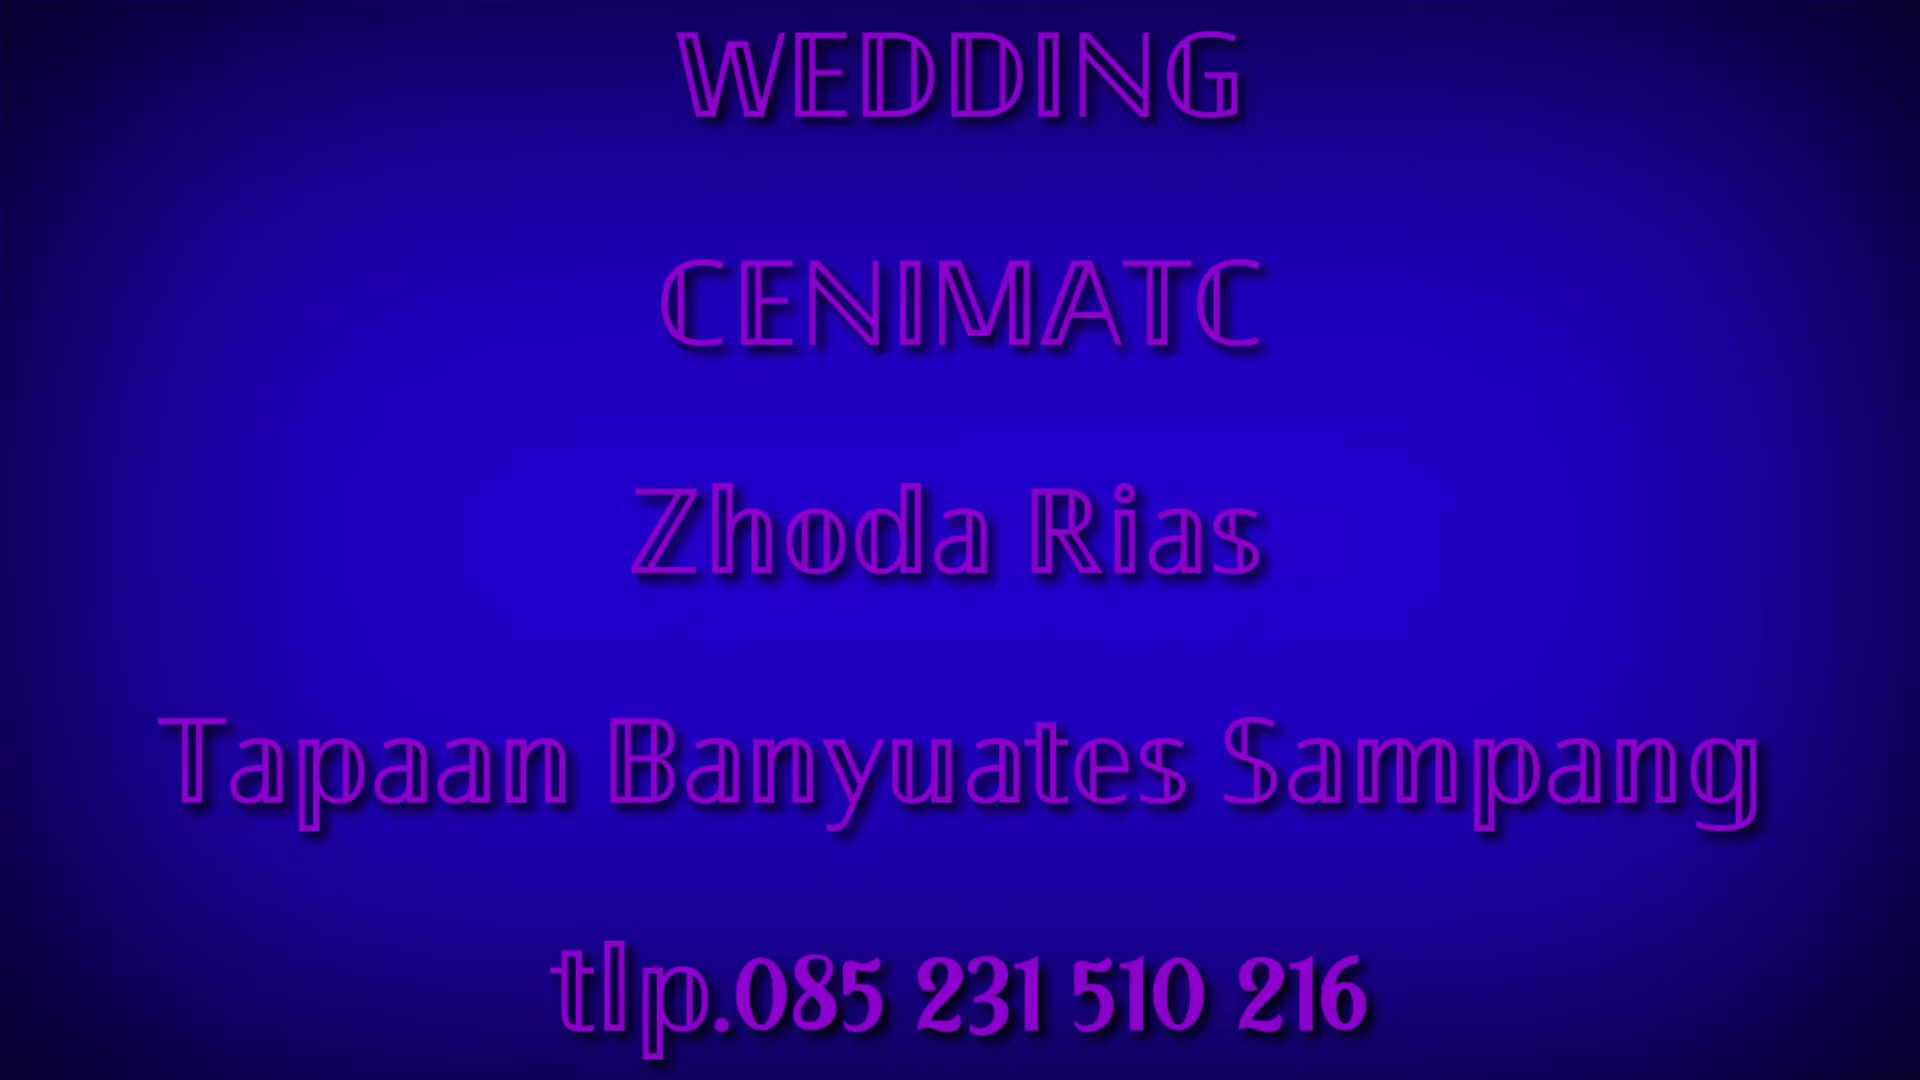 WEDDING
CENIMATC
Zhoda Rias
Tapaan Banyuates Sampang
tlp.085 231 510 216